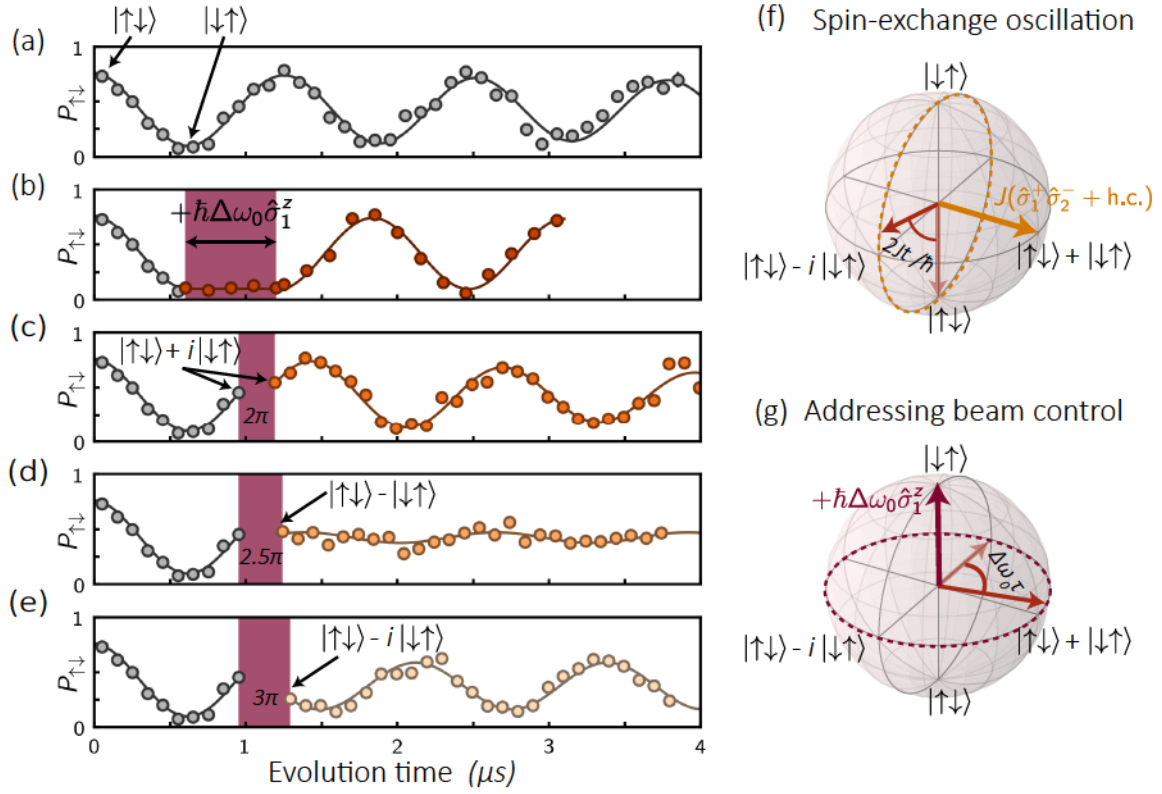 (a)
|↑↓⟩
|↓↑⟩
1
P↑↓
0
(b)
1
+ħΔω₀σ̂₁ᶻ
P↑↓
0
(c)
1
|↑↓⟩ + i |↓↑⟩
P↑↓
2π
0
(d)
1
|↑↓⟩ - |↓↑⟩
P↑↓
2.5π
0
(e)
1
|↑↓⟩ - i |↓↑⟩
P↑↓
3π
0
0 1 2 3 4
Evolution time (μs)
(f) Spin-exchange oscillation
|↓↑⟩
J(σ̂₁⁺σ̂₂⁻ + h.c.)
2Jt/ħ
|↑↓⟩ - i |↓↑⟩
|↑↓⟩ + |↓↑⟩
|↑↓⟩
(g) Addressing beam control
|↓↑⟩
+ħΔω₀σ̂₁ᶻ
Δω₀τ
|↑↓⟩ - i |↓↑⟩
|↑↓⟩ + |↓↑⟩
|↑↓⟩